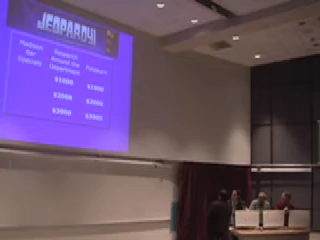 JEOPARDY!
Madison
Bar
Specials
Research
Around the
Department
Potpourri
$1000 $1000
$2000 $2000
$3000 $3000